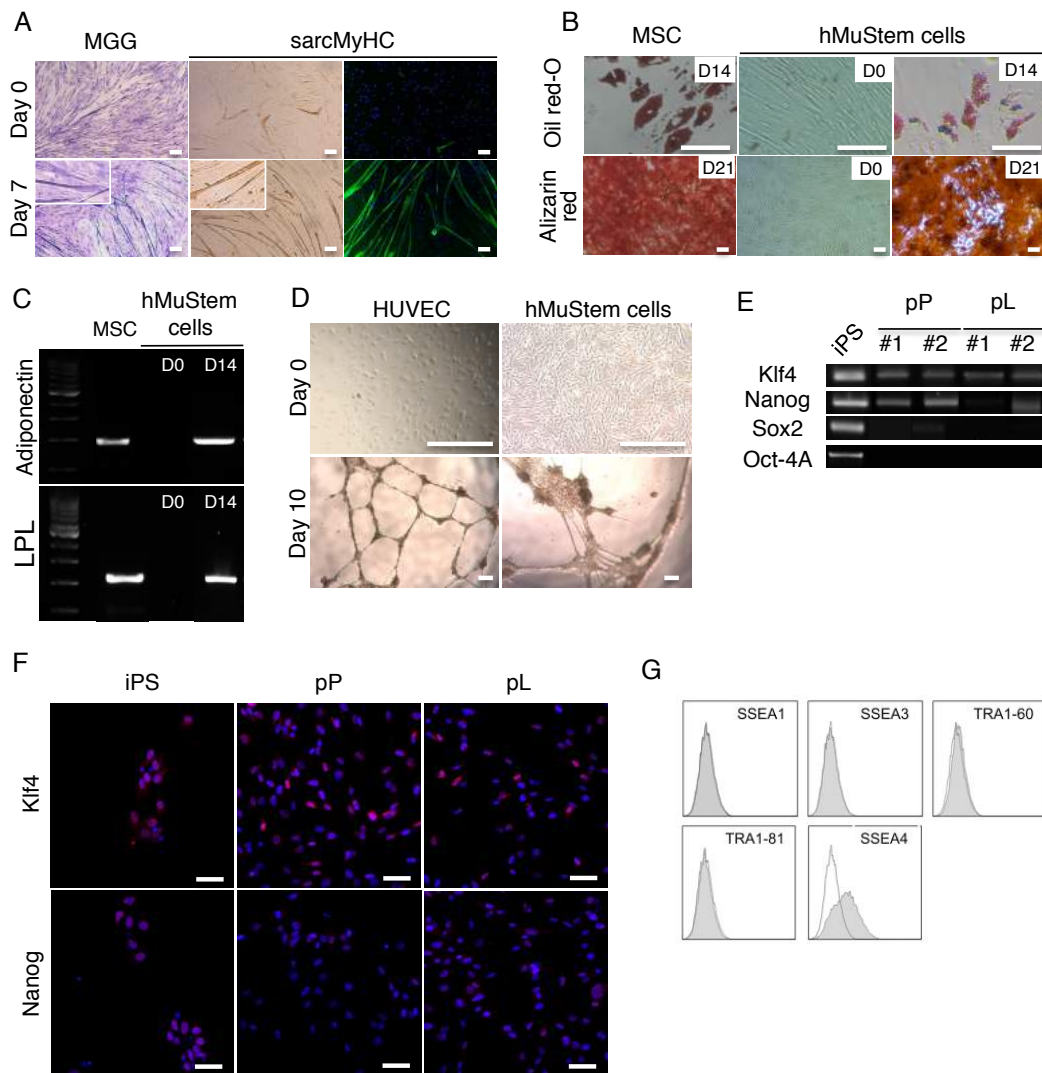 A
MGG
sarcMyHC
Day 0
Day 7
B
MSC
hMuStem cells
Oil red-O
D14
D0
D14
Alizarin
red
D21
D0
D21
C
hMuStem
cells
MSC
D0
D14
Adiponectin
D0
D14
LPL
D
HUVEC
hMuStem cells
Day 0
Day 10
E
pP
pL
iPS
#1
#2
#1
#2
Klf4
Nanog
Sox2
Oct-4A
F
iPS
pP
pL
Klf4
Nanog
G
SSEA1
SSEA3
TRA1-60
TRA1-81
SSEA4